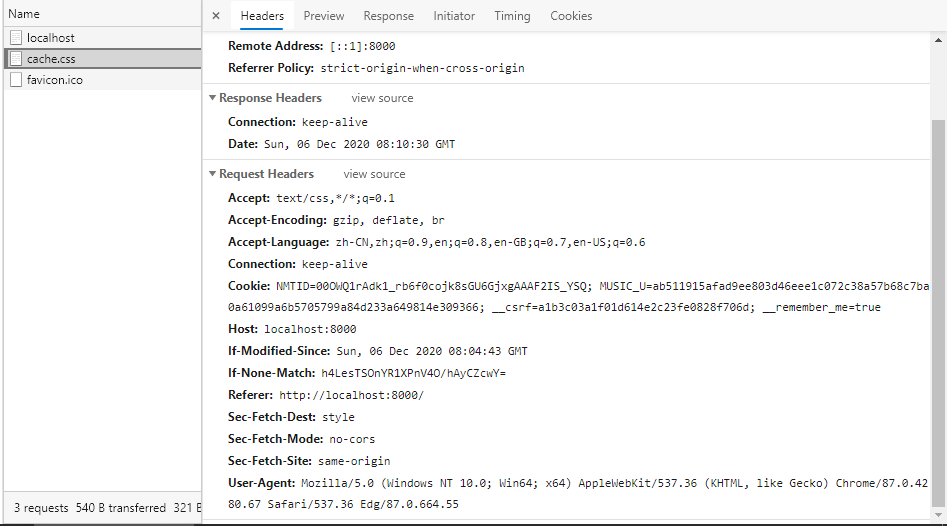 Name
localhost
cache.css
favicon.ico
3 requests 540 B transferred 321 B
× Headers Preview Response Initiator Timing Cookies
Remote Address: [::1]:8000
Referrer Policy: strict-origin-when-cross-origin
Response Headers view source
Connection: keep-alive
Date: Sun, 06 Dec 2020 08:10:30 GMT
Request Headers view source
Accept: text/css,*/*;q=0.1
Accept-Encoding: gzip, deflate, br
Accept-Language: zh-CN,zh;q=0.9,en;q=0.8,en-GB;q=0.7,en-US;q=0.6
Connection: keep-alive
Cookie: NMTID=00OWQ1rAdk1_rb6f0cojk8sGU6GjxgAAAF2IS_YSQ; MUSIC_U=ab511915afad9ee803d46eee1c072c38a57b68c7ba
0a61099a6b5705799a84d233a649814e309366; __csrf=a1b3c03a1f01d614e2c23fe0828f706d; __remember_me=true
Host: localhost:8000
If-Modified-Since: Sun, 06 Dec 2020 08:04:43 GMT
If-None-Match: h4LesTSOnYR1XPnV4O/hAyCZcwY=
Referer: http://localhost:8000/
Sec-Fetch-Dest: style
Sec-Fetch-Mode: no-cors
Sec-Fetch-Site: same-origin
User-Agent: Mozilla/5.0 (Windows NT 10.0; Win64; x64) AppleWebKit/537.36 (KHTML, like Gecko) Chrome/87.0.42
80.67 Safari/537.36 Edg/87.0.664.55